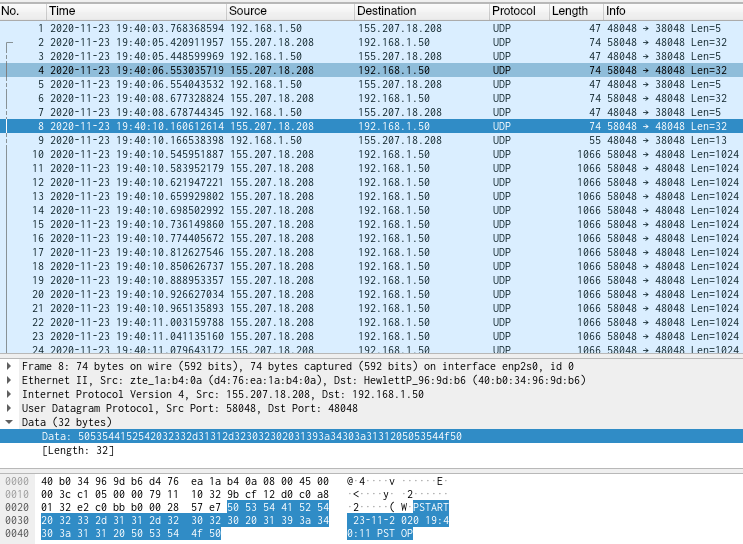 No. Time Source Destination Protocol Length Info
1 2020-11-23 19:40:03.768368594 192.168.1.50 155.207.18.208 UDP 47 48048 → 38048 Len=5
2 2020-11-23 19:40:05.420911957 155.207.18.208 192.168.1.50 UDP 74 58048 → 48048 Len=32
3 2020-11-23 19:40:05.448599969 192.168.1.50 155.207.18.208 UDP 47 48048 → 38048 Len=5
4 2020-11-23 19:40:06.553035719 155.207.18.208 192.168.1.50 UDP 74 58048 → 48048 Len=32
5 2020-11-23 19:40:06.554043532 192.168.1.50 155.207.18.208 UDP 47 48048 → 38048 Len=5
6 2020-11-23 19:40:08.677328824 155.207.18.208 192.168.1.50 UDP 74 58048 → 48048 Len=32
7 2020-11-23 19:40:08.678744345 192.168.1.50 155.207.18.208 UDP 47 48048 → 38048 Len=5
8 2020-11-23 19:40:10.160612614 155.207.18.208 192.168.1.50 UDP 74 58048 → 48048 Len=32
9 2020-11-23 19:40:10.166538398 192.168.1.50 155.207.18.208 UDP 55 48048 → 38048 Len=13
10 2020-11-23 19:40:10.545951887 155.207.18.208 192.168.1.50 UDP 1066 58048 → 48048 Len=1024
11 2020-11-23 19:40:10.583952179 155.207.18.208 192.168.1.50 UDP 1066 58048 → 48048 Len=1024
12 2020-11-23 19:40:10.621947221 155.207.18.208 192.168.1.50 UDP 1066 58048 → 48048 Len=1024
13 2020-11-23 19:40:10.659929802 155.207.18.208 192.168.1.50 UDP 1066 58048 → 48048 Len=1024
14 2020-11-23 19:40:10.698502992 155.207.18.208 192.168.1.50 UDP 1066 58048 → 48048 Len=1024
15 2020-11-23 19:40:10.736149860 155.207.18.208 192.168.1.50 UDP 1066 58048 → 48048 Len=1024
16 2020-11-23 19:40:10.774405672 155.207.18.208 192.168.1.50 UDP 1066 58048 → 48048 Len=1024
17 2020-11-23 19:40:10.812627546 155.207.18.208 192.168.1.50 UDP 1066 58048 → 48048 Len=1024
18 2020-11-23 19:40:10.850626737 155.207.18.208 192.168.1.50 UDP 1066 58048 → 48048 Len=1024
19 2020-11-23 19:40:10.888953357 155.207.18.208 192.168.1.50 UDP 1066 58048 → 48048 Len=1024
20 2020-11-23 19:40:10.926627034 155.207.18.208 192.168.1.50 UDP 1066 58048 → 48048 Len=1024
21 2020-11-23 19:40:10.965135893 155.207.18.208 192.168.1.50 UDP 1066 58048 → 48048 Len=1024
22 2020-11-23 19:40:11.003159788 155.207.18.208 192.168.1.50 UDP 1066 58048 → 48048 Len=1024
23 2020-11-23 19:40:11.041135160 155.207.18.208 192.168.1.50 UDP 1066 58048 → 48048 Len=1024
24 2020-11-23 19:40:11.079643172 155.207.18.208 192.168.1.50 UDP 1066 58048 → 48048 Len=1024
Frame 8: 74 bytes on wire (592 bits), 74 bytes captured (592 bits) on interface enp2s0, id 0
Ethernet II, Src: zte_1a:b4:0a (d4:76:ea:1a:b4:0a), Dst: HewlettP_96:9d:b6 (40:b0:34:96:9d:b6)
Internet Protocol Version 4, Src: 155.207.18.208, Dst: 192.168.1.50
User Datagram Protocol, Src Port: 58048, Dst Port: 48048
Data (32 bytes)
Data: 5053544152542032332d31312d323032302031393a34303a3131205053544f50
[Length: 32]
0000 40 b0 34 96 9d b6 d4 76 ea 1a b4 0a 08 00 45 00 @·4····v ······E·
0010 00 3c c1 05 00 00 79 11 10 32 9b cf 12 d0 c0 a8 ·<····y· ·2······
0020 01 32 e2 c0 bb b0 00 28 57 e7 50 53 54 41 52 54 ·2·····( W·PSTART
0030 20 32 33 2d 31 31 2d 32 30 32 30 20 31 39 3a 34 23-11-2 020 19:4
0040 30 3a 31 31 20 50 53 54 4f 50 0:11 PST OP